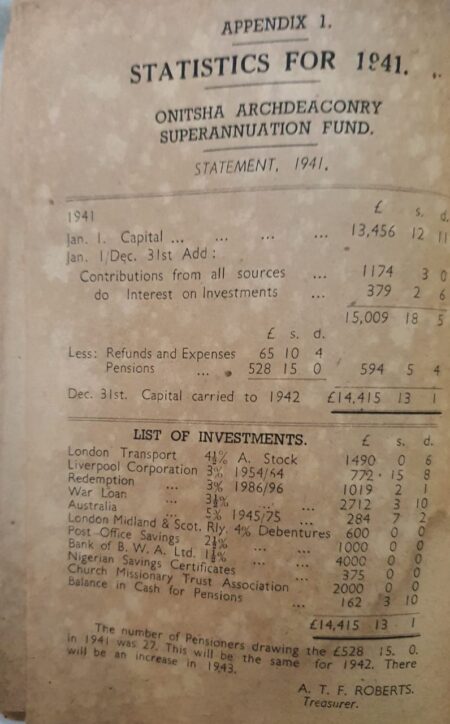 APPENDIX 1.
STATISTICS FOR 1941.
ONITSHA ARCHDEACONRY
SUPERANNUATION FUND.
STATEMENT, 1941.
1941 £ s. d.
Jan. 1. Capital ... ... ... ... 13,456 12 11
Jan. 1/Dec. 31st Add :
Contributions from all sources ... 1174 3 0
do Interest on Investments ... 379 2 6
15,009 18 5
£ s. d.
Less: Refunds and Expenses 65 10 4
Pensions ... 528 15 0 594 5 4
Dec. 31st. Capital carried to 1942 £14,415 13 1
LIST OF INVESTMENTS. £ s. d.
London Transport 4½% A. Stock 1490 0 6
Liverpool Corporation 3% 1954/64 772 15 8
Redemption ... 3% 1986/96 1019 2 1
War Loan ... 3½% ... ... 2712 3 10
Australia ... 5% 1945/75 ... 284 7 2
London Midland & Scot. Rly. 4% Debentures 600 0 0
Post Office Savings 2½% ... ... 1000 0 0
Bank of B. W. A. Ltd. 1½% ... ... 4000 0 0
Nigerian Savings Certificates ... 375 0 0
Church Missionary Trust Association 2000 0 0
Balance in Cash for Pensions ... 162 3 10
£14,415 13 1
The number of Pensioners drawing the £528 15. 0.
in 1941 was 27. This will be the same for 1942. There
will be an increase in 1943.
A. T. F. ROBERTS.
Treasurer.